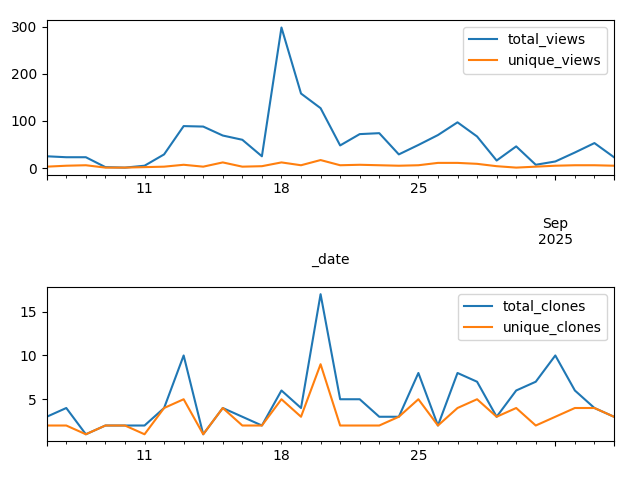 300
200
100
0
total_views
unique_views
11
18
25
Sep
2025
_date
15
10
5
total_clones
unique_clones
11
18
25